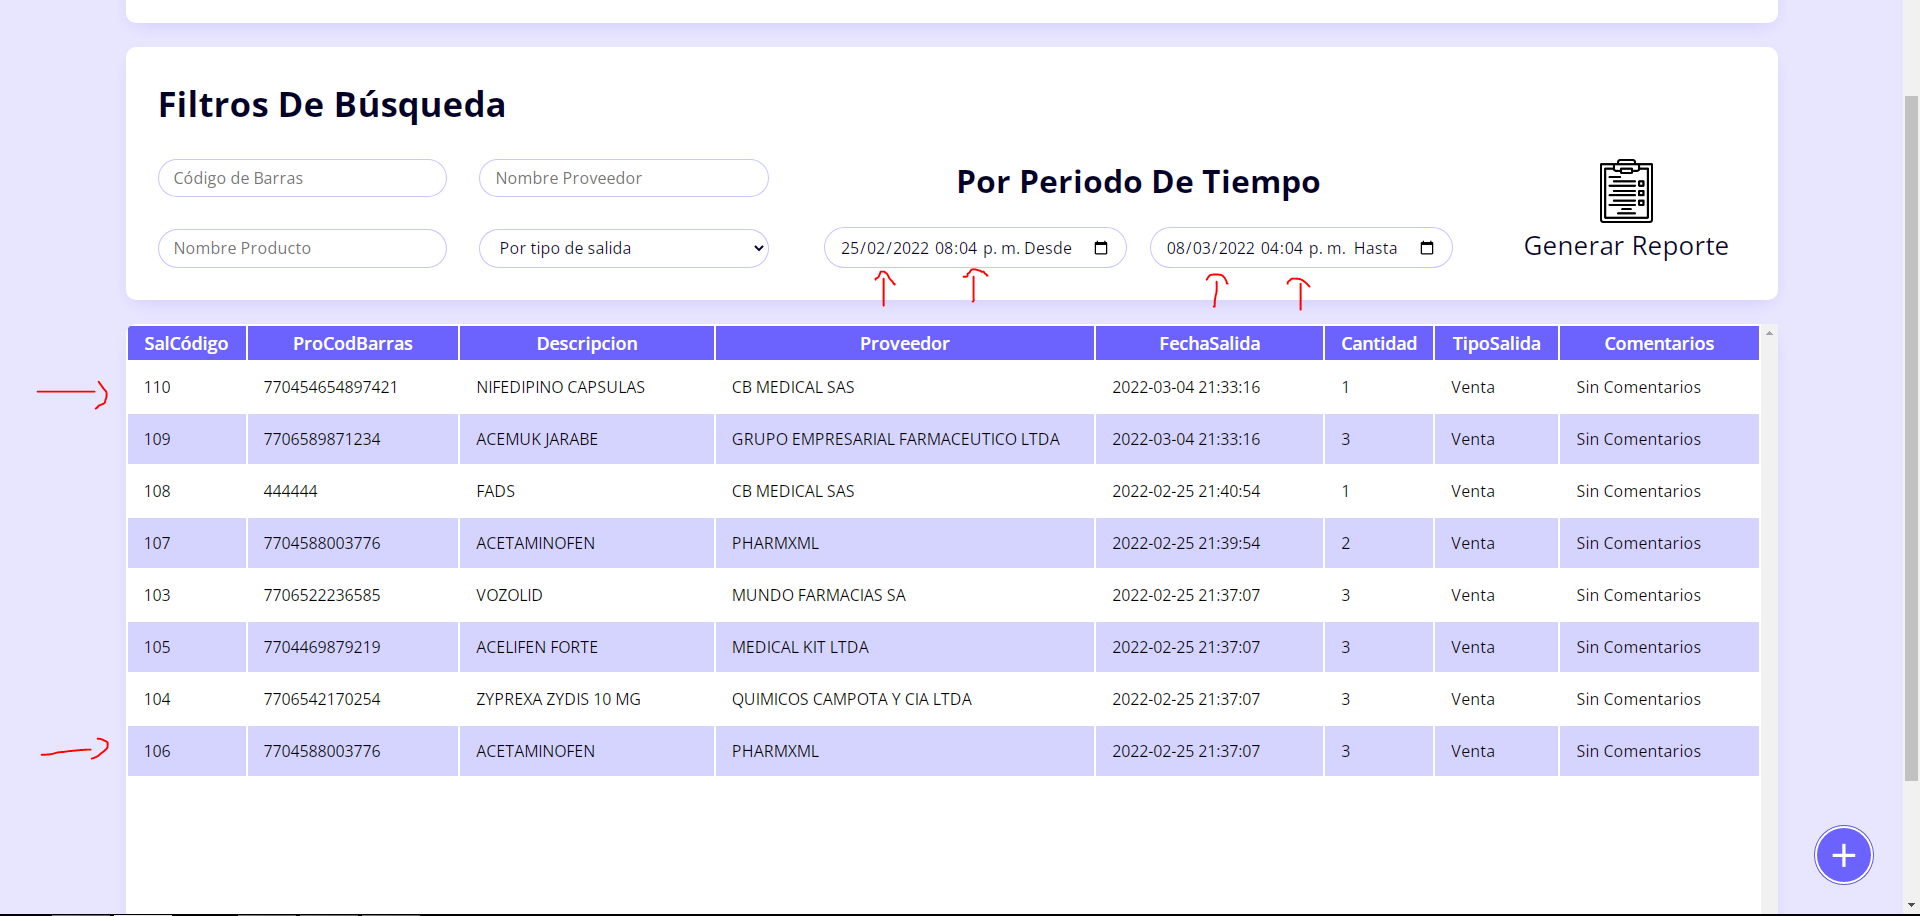 Filtros De Búsqueda
Código de Barras Nombre Proveedor
Por Periodo De Tiempo
Nombre Producto Por tipo de salida 25/02/2022 08:04 p. m. Desde 08/03/2022 04:04 p. m. Hasta Generar Reporte
SalCódigo ProCodBarras Descripcion Proveedor FechaSalida Cantidad TipoSalida Comentarios
110 770454654897421 NIFEDIPINO CAPSULAS CB MEDICAL SAS 2022-03-04 21:33:16 1 Venta Sin Comentarios
109 7706589871234 ACEMUK JARABE GRUPO EMPRESARIAL FARMACEUTICO LTDA 2022-03-04 21:33:16 3 Venta Sin Comentarios
108 444444 FADS CB MEDICAL SAS 2022-02-25 21:40:54 1 Venta Sin Comentarios
107 7704588003776 ACETAMINOFEN PHARMXML 2022-02-25 21:39:54 2 Venta Sin Comentarios
103 7706522236585 VOZOLID MUNDO FARMACIAS SA 2022-02-25 21:37:07 3 Venta Sin Comentarios
105 7704469879219 ACELIFEN FORTE MEDICAL KIT LTDA 2022-02-25 21:37:07 3 Venta Sin Comentarios
104 7706542170254 ZYPREXA ZYDIS 10 MG QUIMICOS CAMPOTA Y CIA LTDA 2022-02-25 21:37:07 3 Venta Sin Comentarios
106 7704588003776 ACETAMINOFEN PHARMXML 2022-02-25 21:37:07 3 Venta Sin Comentarios